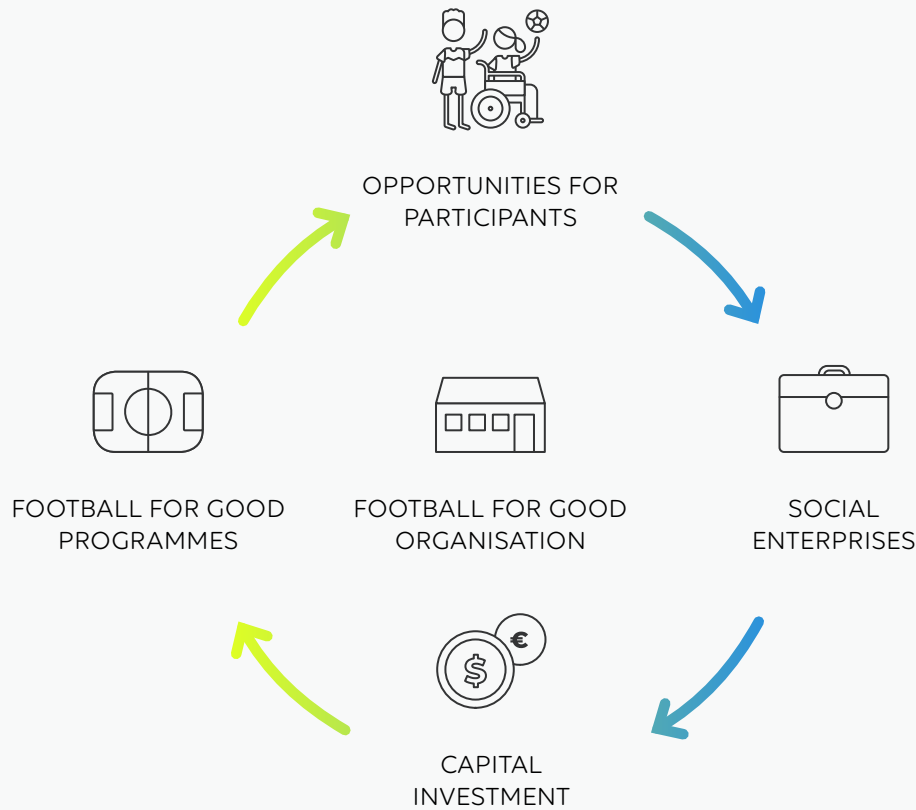 OPPORTUNITIES FOR
PARTICIPANTS
FOOTBALL FOR GOOD
PROGRAMMES
FOOTBALL FOR GOOD
ORGANISATION
SOCIAL
ENTERPRISES
€
$
CAPITAL
INVESTMENT